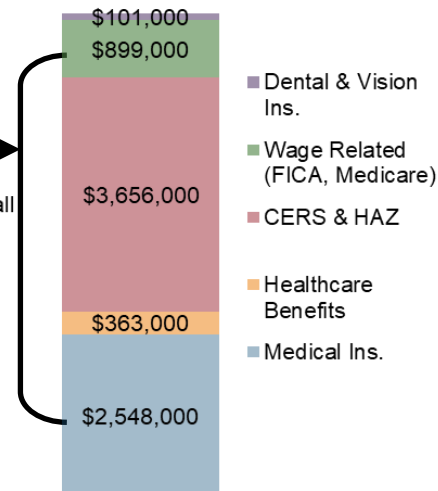 $101,000
$899,000
$3,656,000
$363,000
$2,548,000
all
Dental & Vision
Ins.
Wage Related
(FICA, Medicare)
CERS & HAZ
Healthcare
Benefits
Medical Ins.